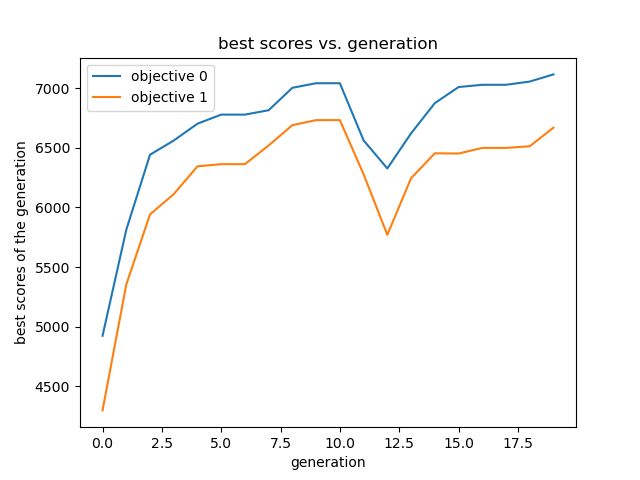 best scores vs. generation
objective 0
objective 1
best scores of the generation
7000
6500
6000
5500
5000
4500
0.0 2.5 5.0 7.5 10.0 12.5 15.0 17.5
generation